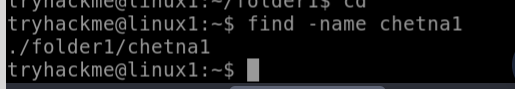 tryhackme@linux1:~/folder1$ cd
tryhackme@linux1:~$ find -name chetna1
./folder1/chetna1
tryhackme@linux1:~$